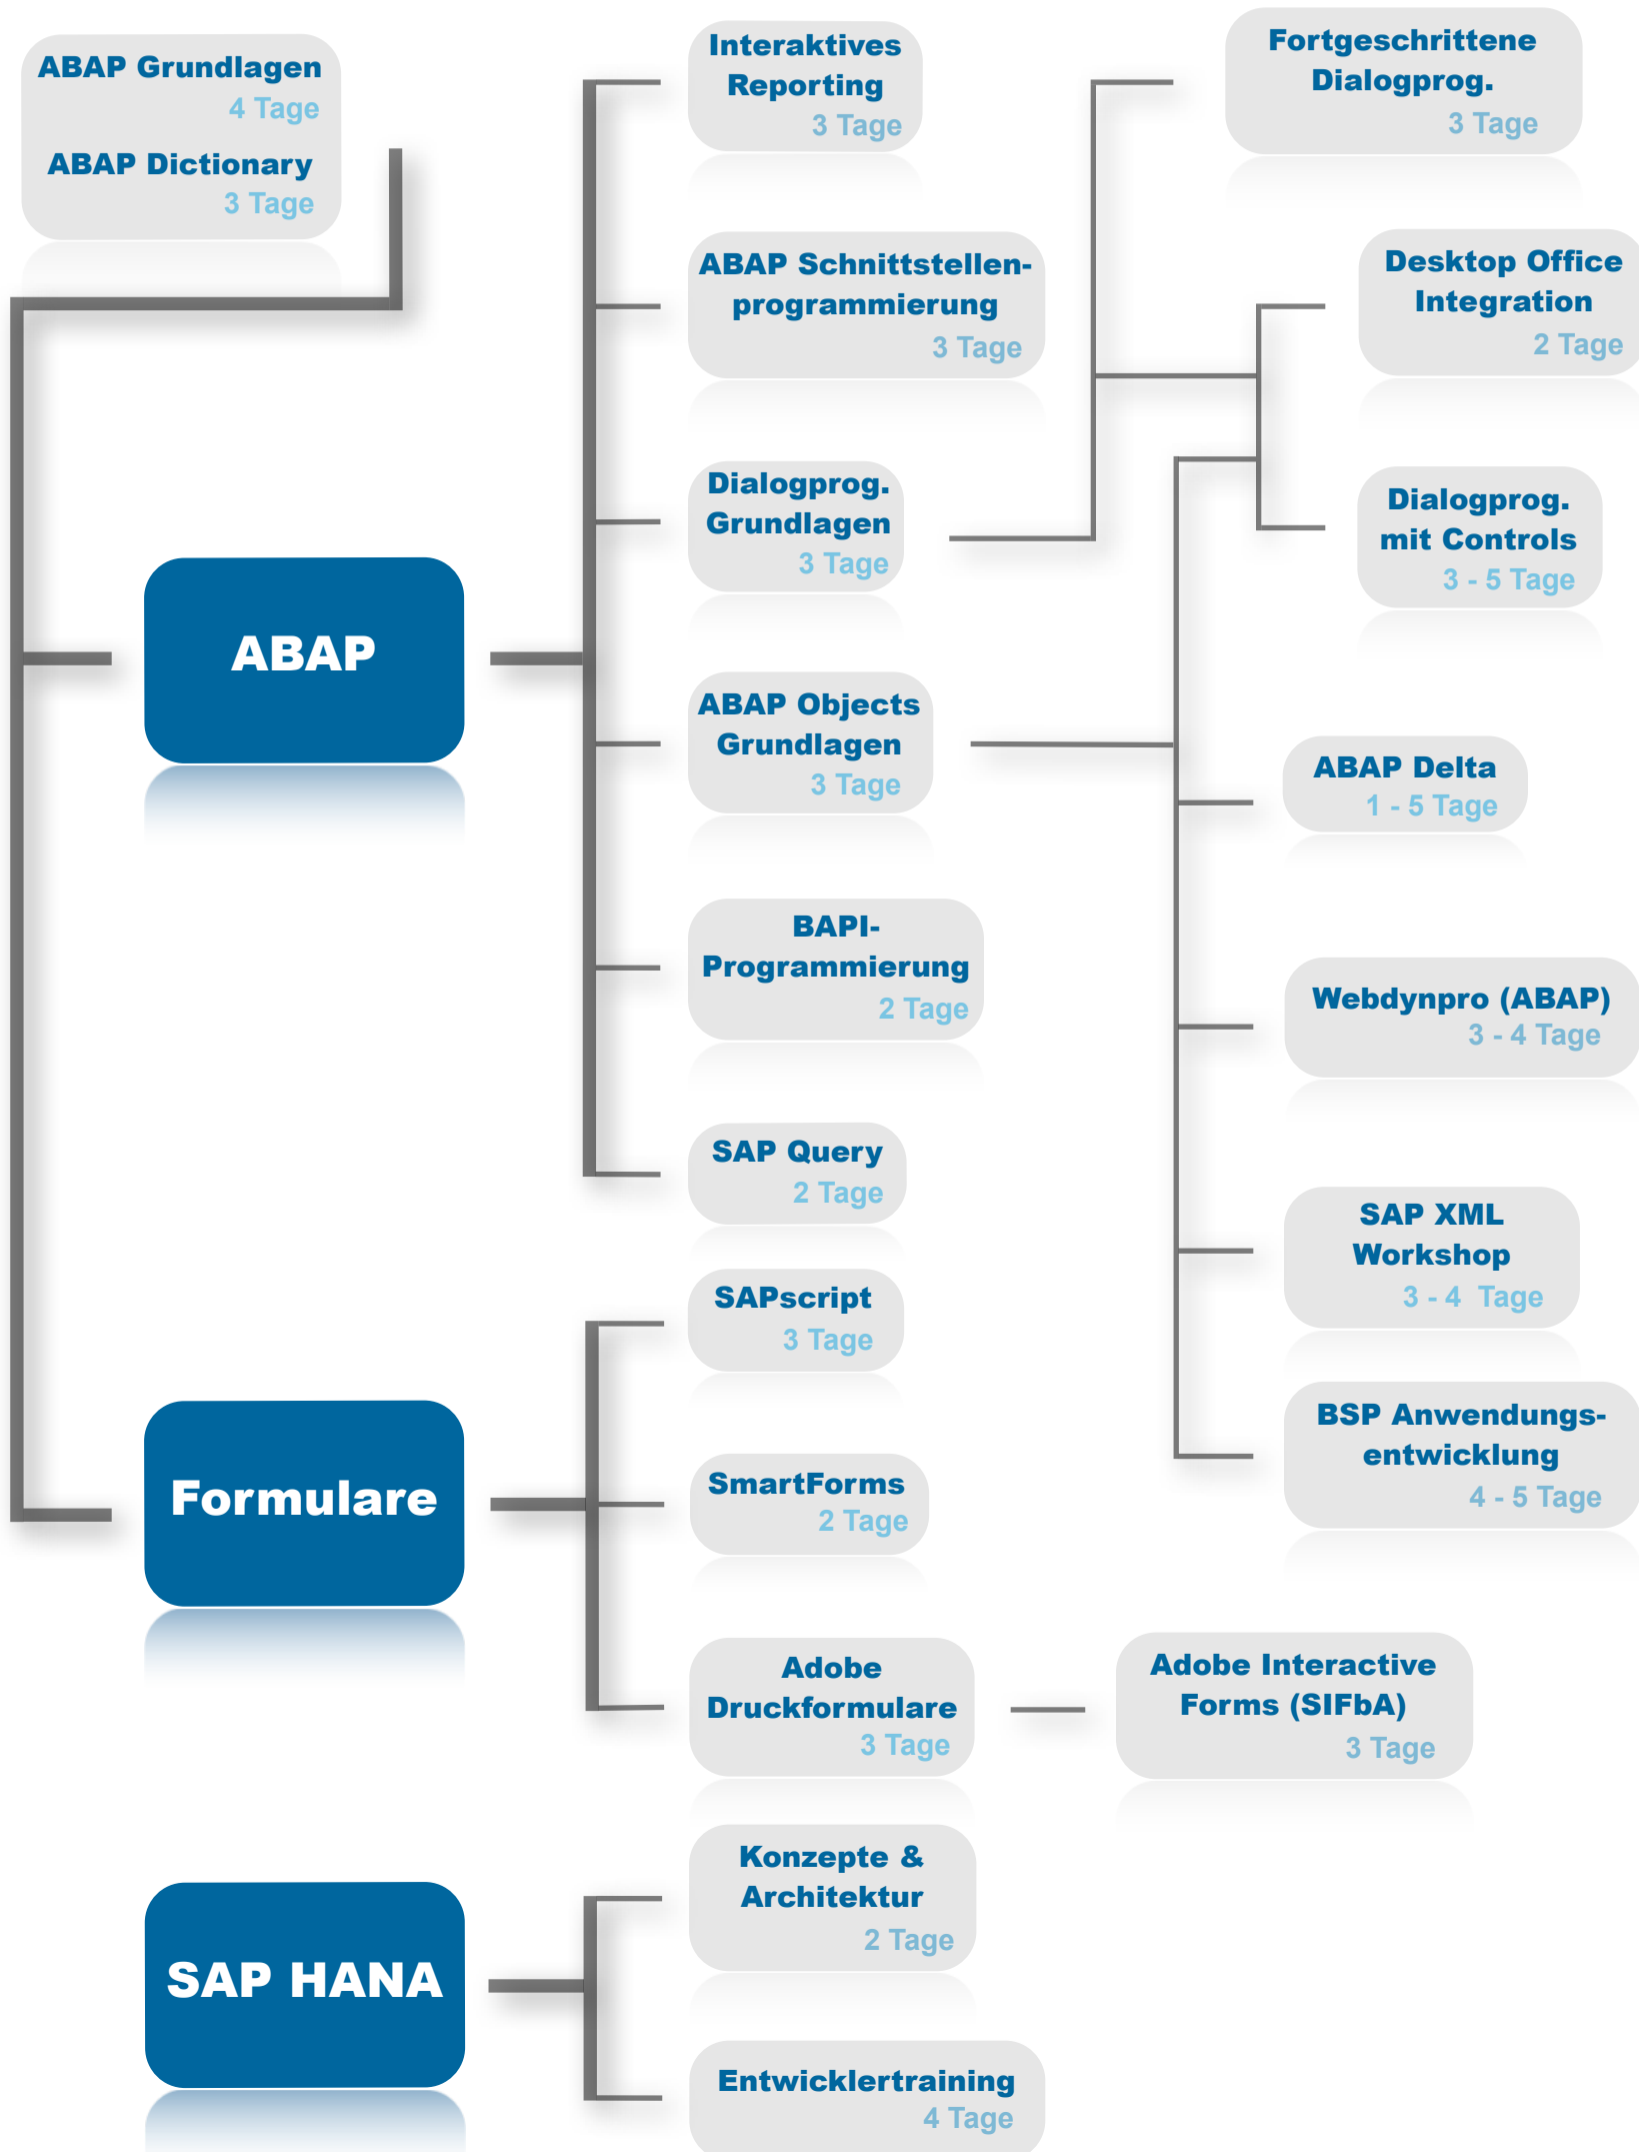 ABAP Grundlagen
4 Tage
ABAP Dictionary
3 Tage
ABAP
Interaktives
Reporting
3 Tage
ABAP Schnittstellen-
programmierung
3 Tage
Dialogprog.
Grundlagen
3 Tage
ABAP Objects
Grundlagen
3 Tage
BAPI-
Programmierung
2 Tage
SAP Query
2 Tage
Fortgeschrittene
Dialogprog.
3 Tage
Desktop Office
Integration
2 Tage
Dialogprog.
mit Controls
3 - 5 Tage
ABAP Delta
1 - 5 Tage
Webdynpro (ABAP)
3 - 4 Tage
SAP XML
Workshop
3 - 4 Tage
BSP Anwendungs-
entwicklung
4 - 5 Tage
Formulare
SAPscript
3 Tage
SmartForms
2 Tage
Adobe
Druckformulare
3 Tage
Adobe Interactive
Forms (SIFbA)
3 Tage
SAP HANA
Konzepte &
Architektur
2 Tage
Entwicklertraining
4 Tage